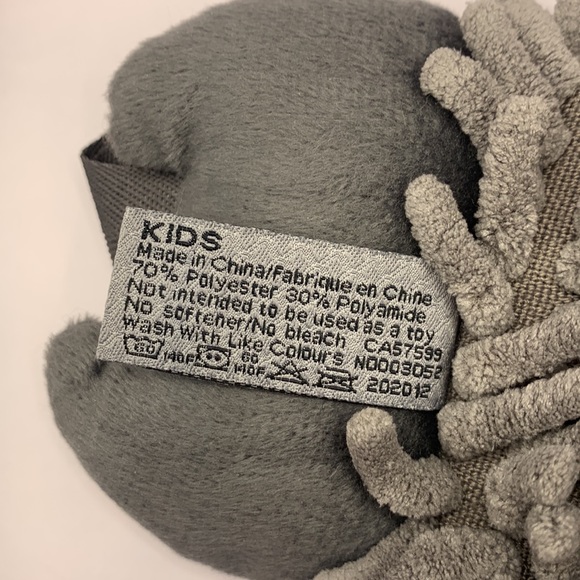 KIDS
Made in China/Fabrique en Chine
70% Polyester 30% Polyamide
Not intended to be used as a toy
No softener/No bleach CA57599
Wash With Like Colours N0003052
60 140F 60 140F 202012